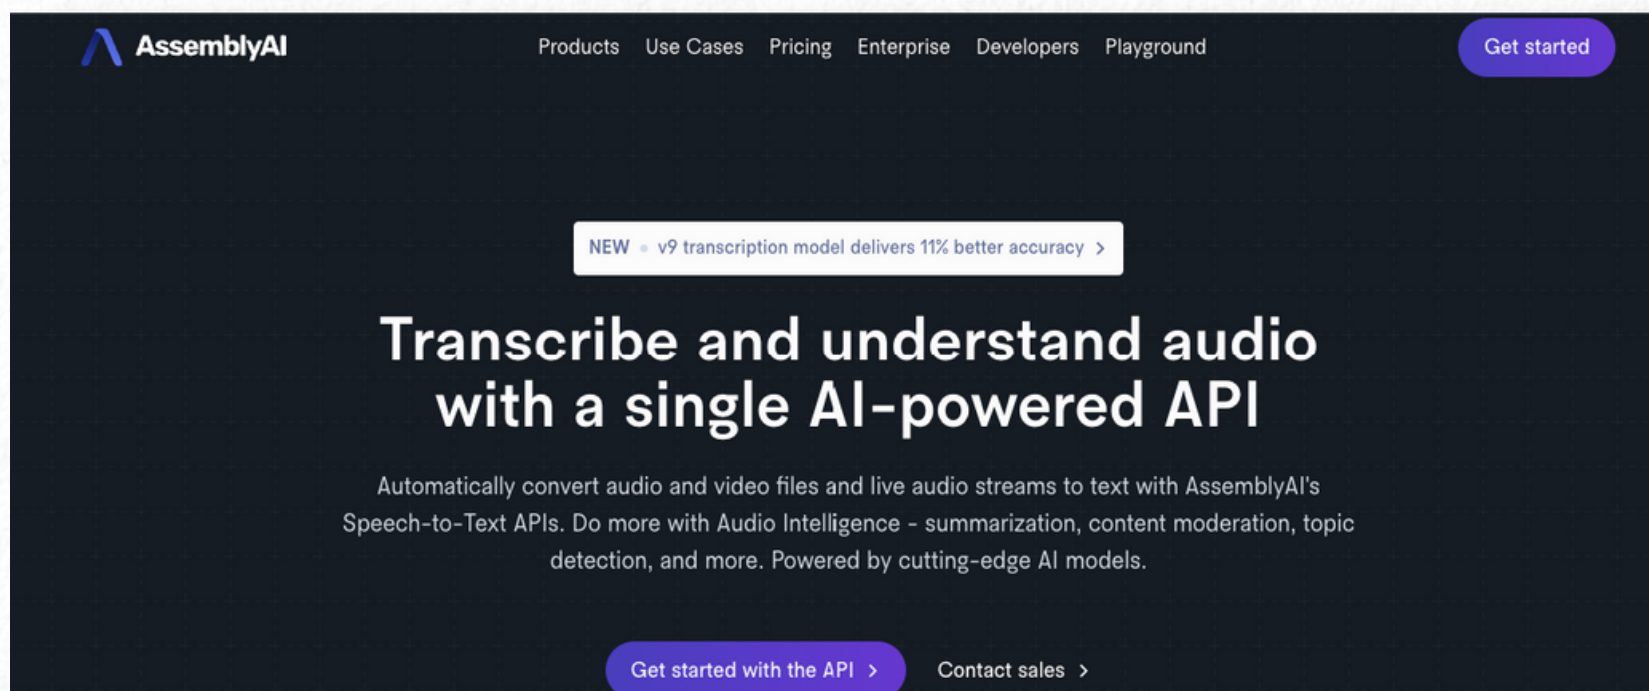 AssemblyAI
Products Use Cases Pricing Enterprise Developers Playground
Get started
NEW • v9 transcription model delivers 11% better accuracy >
Transcribe and understand audio
with a single AI-powered API
Automatically convert audio and video files and live audio streams to text with AssemblyAI's
Speech-to-Text APIs. Do more with Audio Intelligence - summarization, content moderation, topic
detection, and more. Powered by cutting-edge AI models.
Get started with the API >
Contact sales >